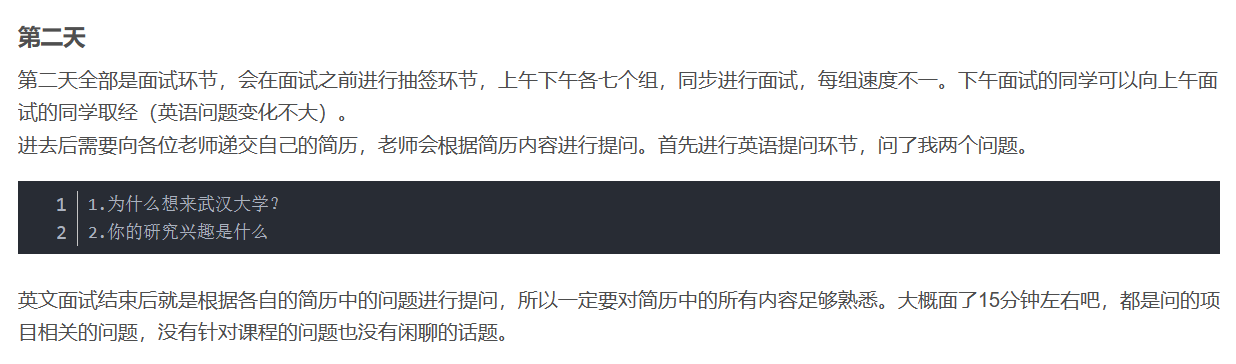 第二天
第二天全部是面试环节，会在面试之前进行抽签环节，上午下午各七个组，同步进行面试，每组速度不一。下午面试的同学可以向上午面
试的同学取经（英语问题变化不大）。
进去后需要向各位老师递交自己的简历，老师会根据简历内容进行提问。首先进行英语提问环节，问了我两个问题。
1 1.为什么想来武汉大学?
2 2.你的研究兴趣是什么
英文面试结束后就是根据各自的简历中的问题进行提问，所以一定要对简历中的所有内容足够熟悉。大概面了15分钟左右吧，都是问的项
目相关的问题，没有针对课程的问题也没有闲聊的话题。